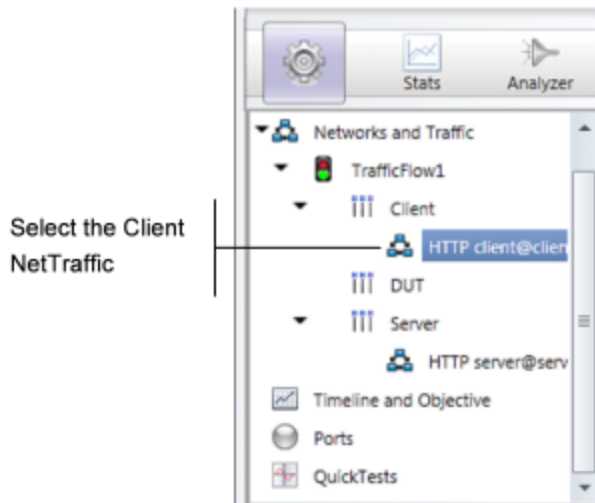 Stats
Analyzer
Networks and Traffic
TrafficFlow1
Client
Select the Client
NetTraffic
HTTP client@clien
DUT
Server
HTTP server@serv
Timeline and Objective
Ports
QuickTests